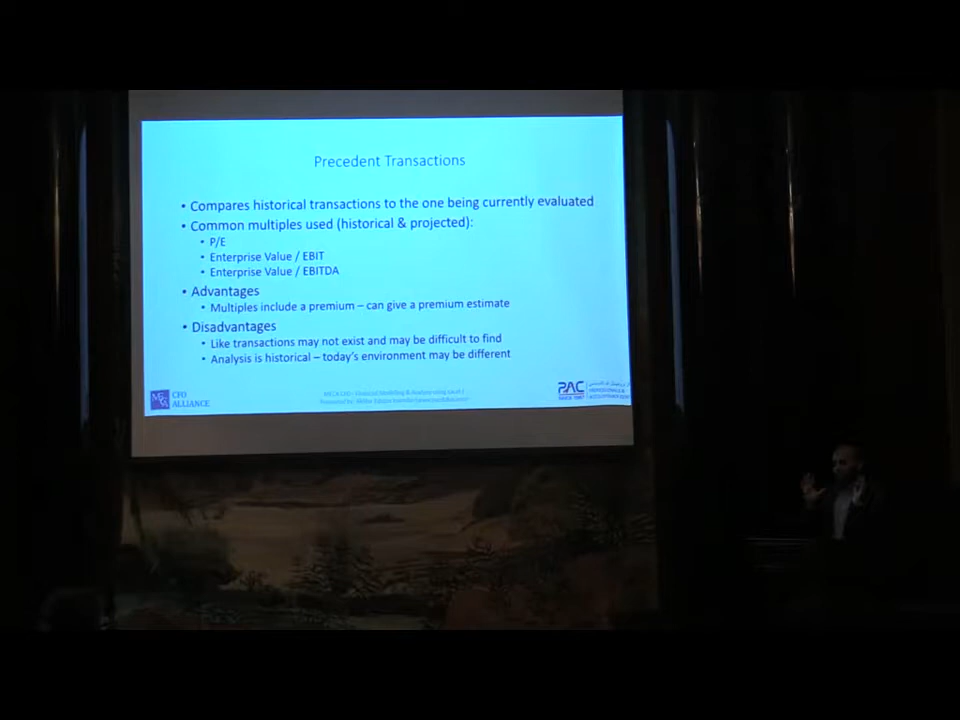 Precedent Transactions
• Compares historical transactions to the one being currently evaluated
• Common multiples used (historical & projected):
• P/E
• Enterprise Value / EBIT
• Enterprise Value / EBITDA
• Advantages
• Multiples include a premium – can give a premium estimate
• Disadvantages
• Like transactions may not exist and may be difficult to find
• Analysis is historical – today's environment may be different
CFO
ALLIANCE
PAC